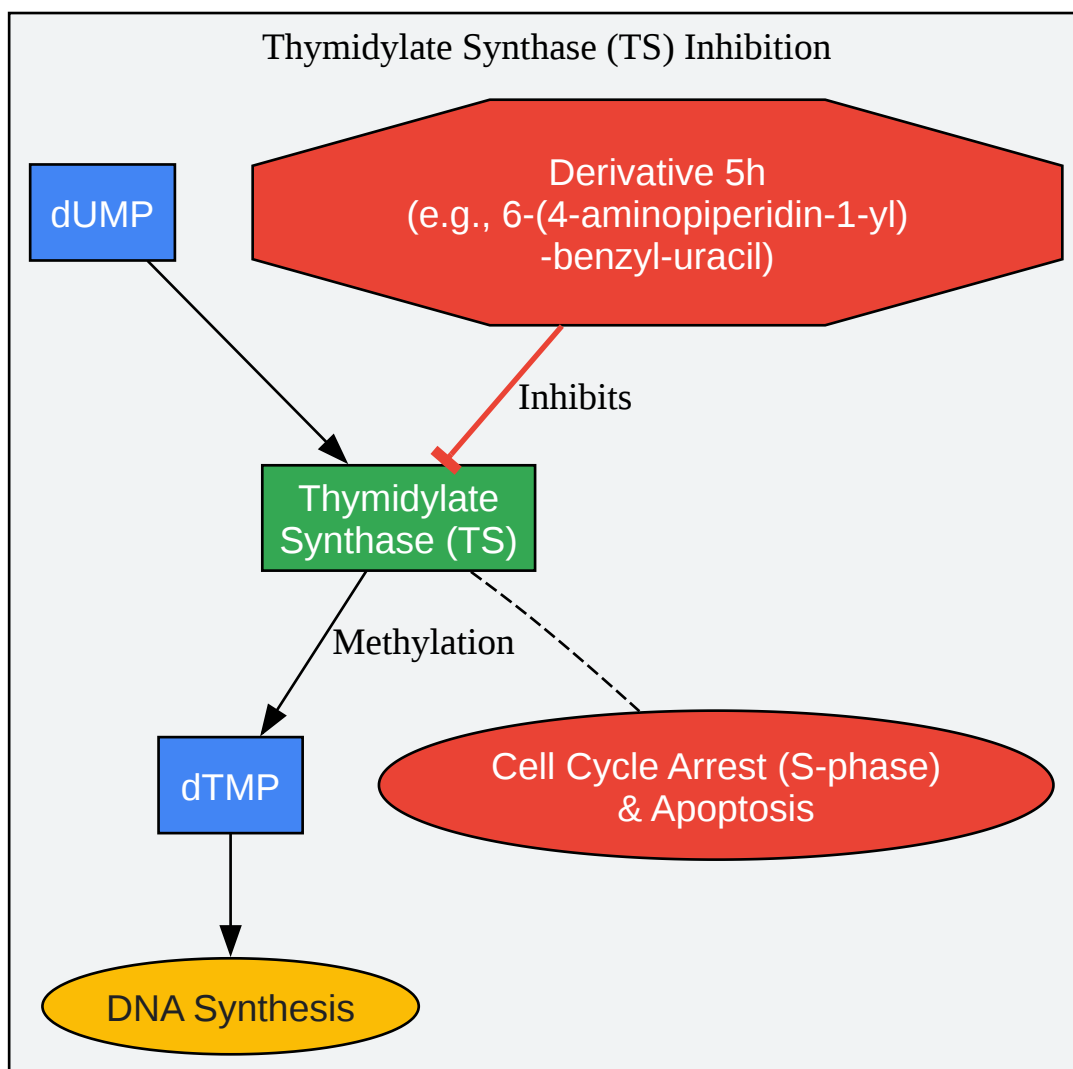 Thymidylate Synthase (TS) Inhibition
dUMP
Derivative 5h
(e.g., 6-(4-aminopiperidin-1-yl)
-benzyl-uracil)
Inhibits
Thymidylate
Synthase (TS)
Methylation
dTMP
Cell Cycle Arrest (S-phase)
& Apoptosis
DNA Synthesis